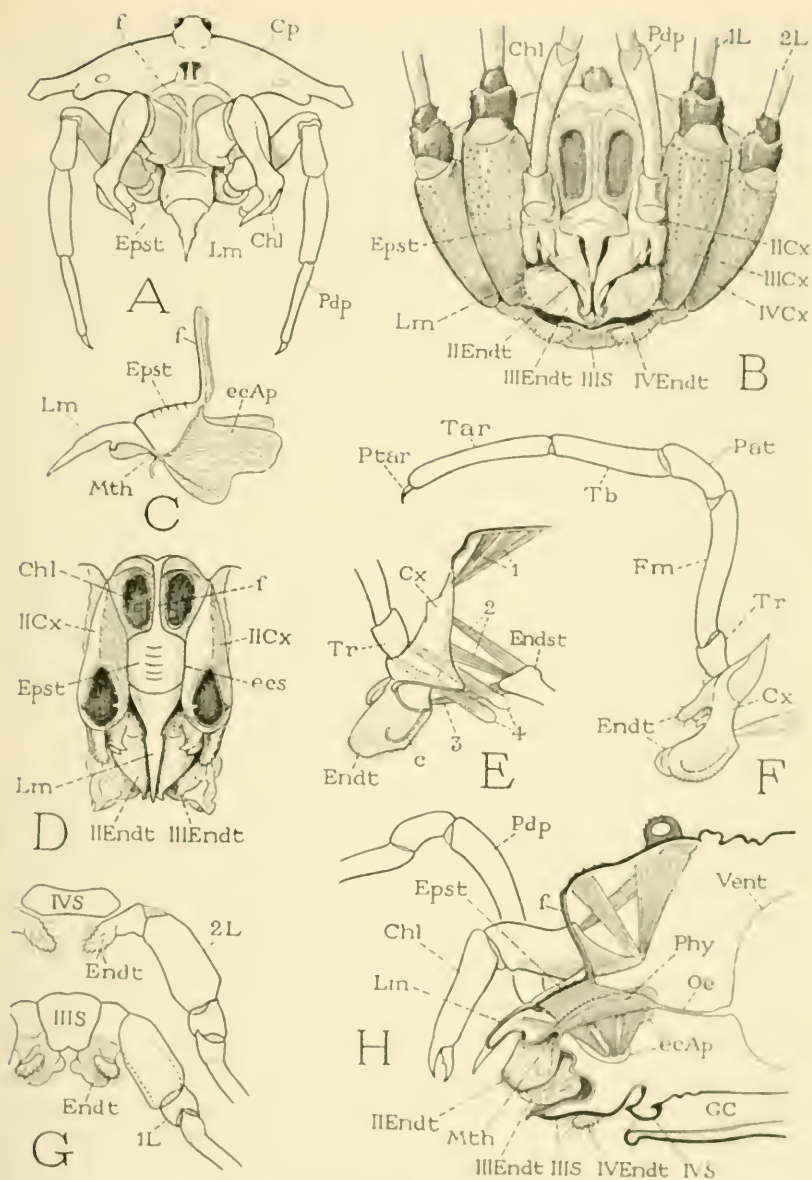 f
Cp
Epst
Lm
Chl
Pdp
A
Chl
Pdp
1L
2L
Epst
Lm
IIEndt
IIIEndt
IIIS
IVEndt
IICx
IIICx
IVCx
B
f
Epst
ecAp
Lm
Mth
C
Chl
f
IICx
IICx
Epst
ecs
Lm
IIEndt
IIIEndt
D
Cx
1
2
Tr
Endst
3
4
c
Endt
E
Tar
Ptar
Tb
Pat
Fm
Tr
Cx
Endt
F
IVS
2L
Endt
IIIS
Endt
1L
G
Pdp
Epst
f
Vent
Chl
Phy
Lm
Oe
ecAp
GC
IIEndt
Mth
IIIEndt
IIIS
IVEndt
IVS
H